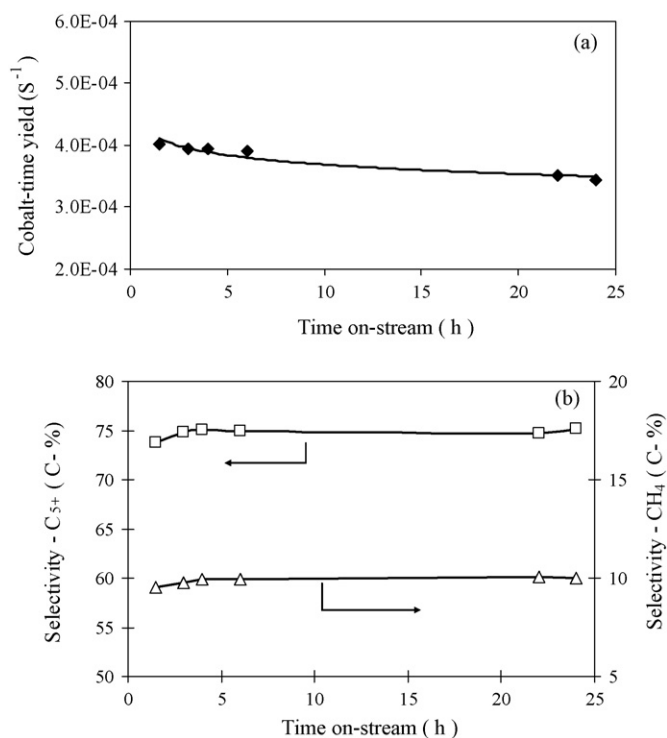 (a)
Cobalt-time yield (S⁻¹)
6.0E-04
5.0E-04
4.0E-04
3.0E-04
2.0E-04
0 5 10 15 20 25
Time on-stream ( h )
(b)
Selectivity - C₅₊ ( C- %)
80
75
70
65
60
55
50
20
15
10
5
Selectivity - CH₄ ( C- %)
0 5 10 15 20 25
Time on-stream ( h )